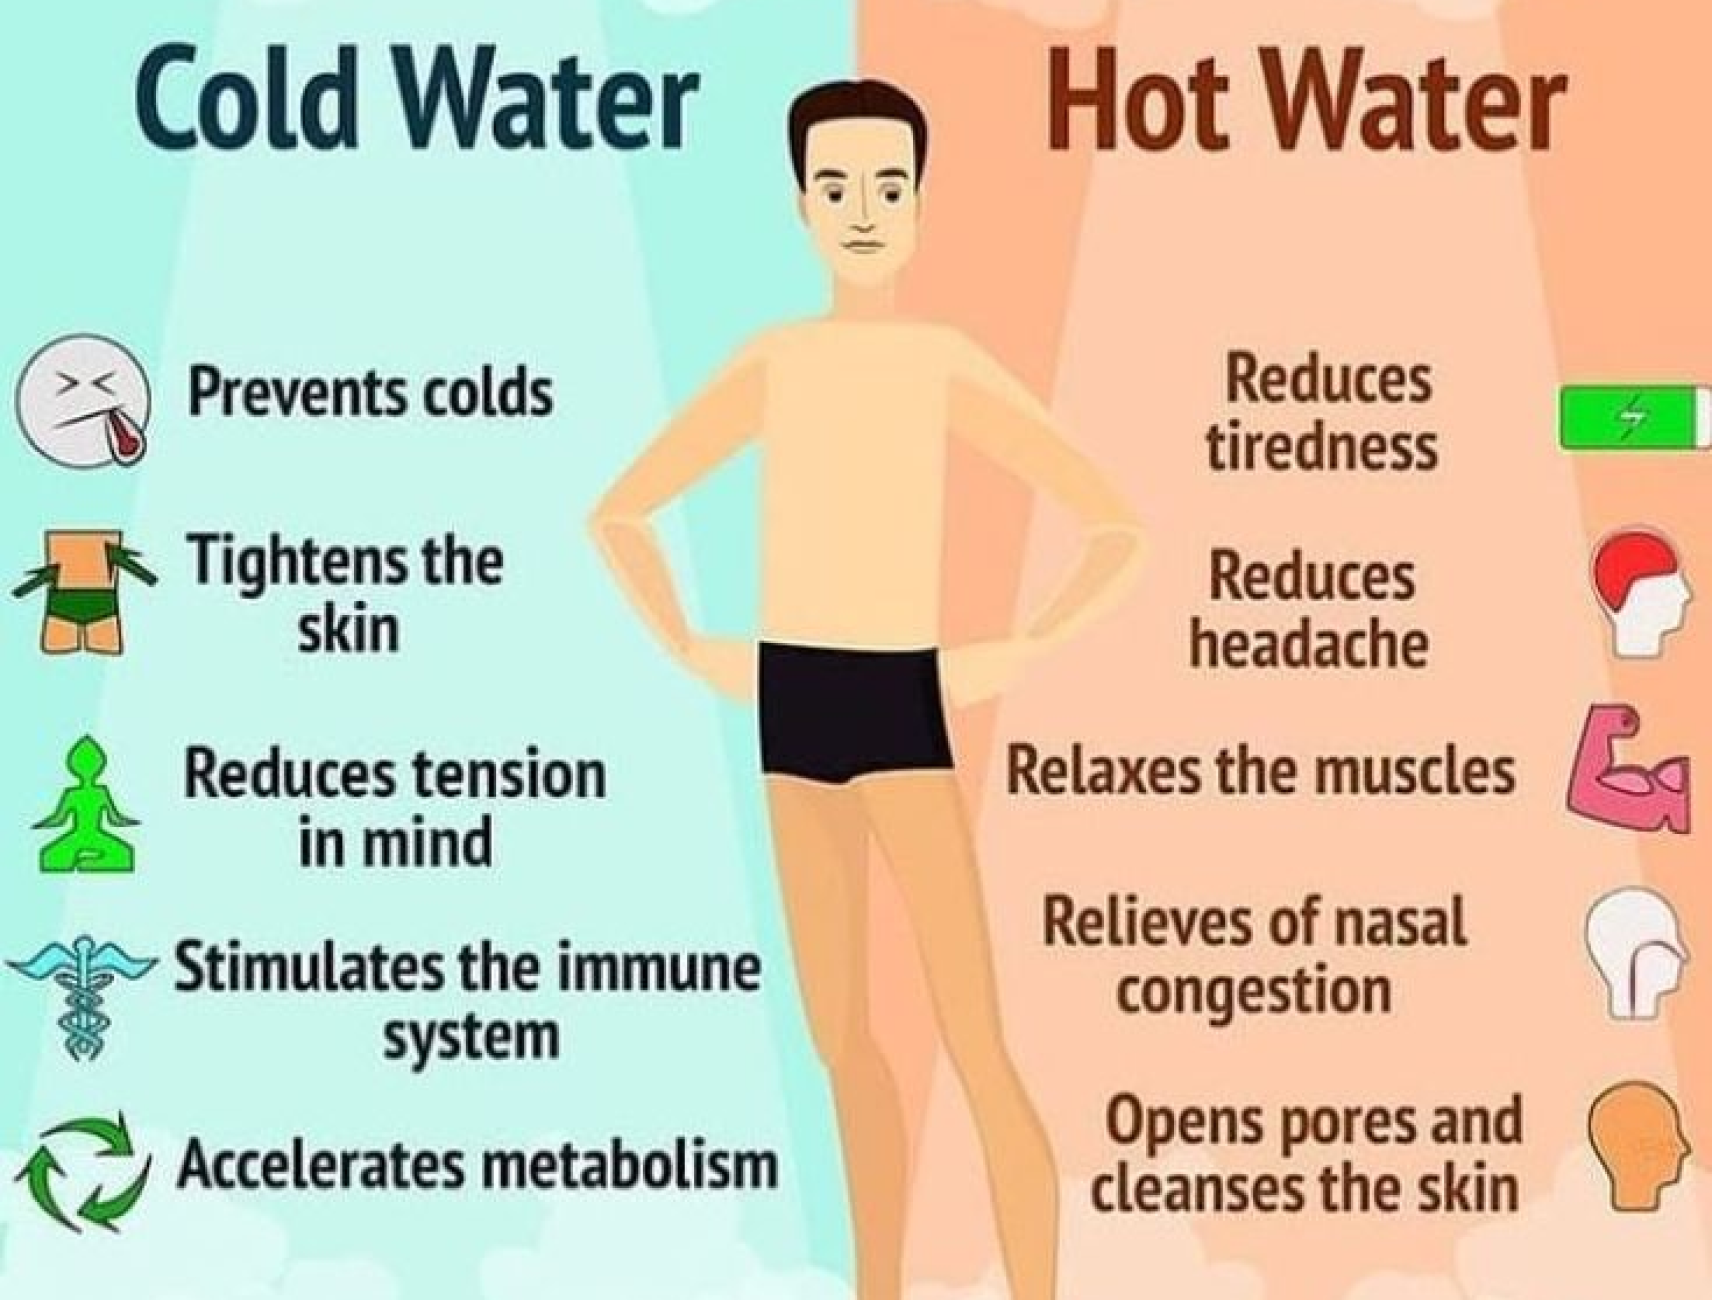 Cold Water
Prevents colds
Tightens the
skin
Reduces tension
in mind
Stimulates the immune
system
Accelerates metabolism
Hot Water
Reduces
tiredness
Reduces
headache
Relaxes the muscles
Relieves of nasal
congestion
Opens pores and
cleanses the skin